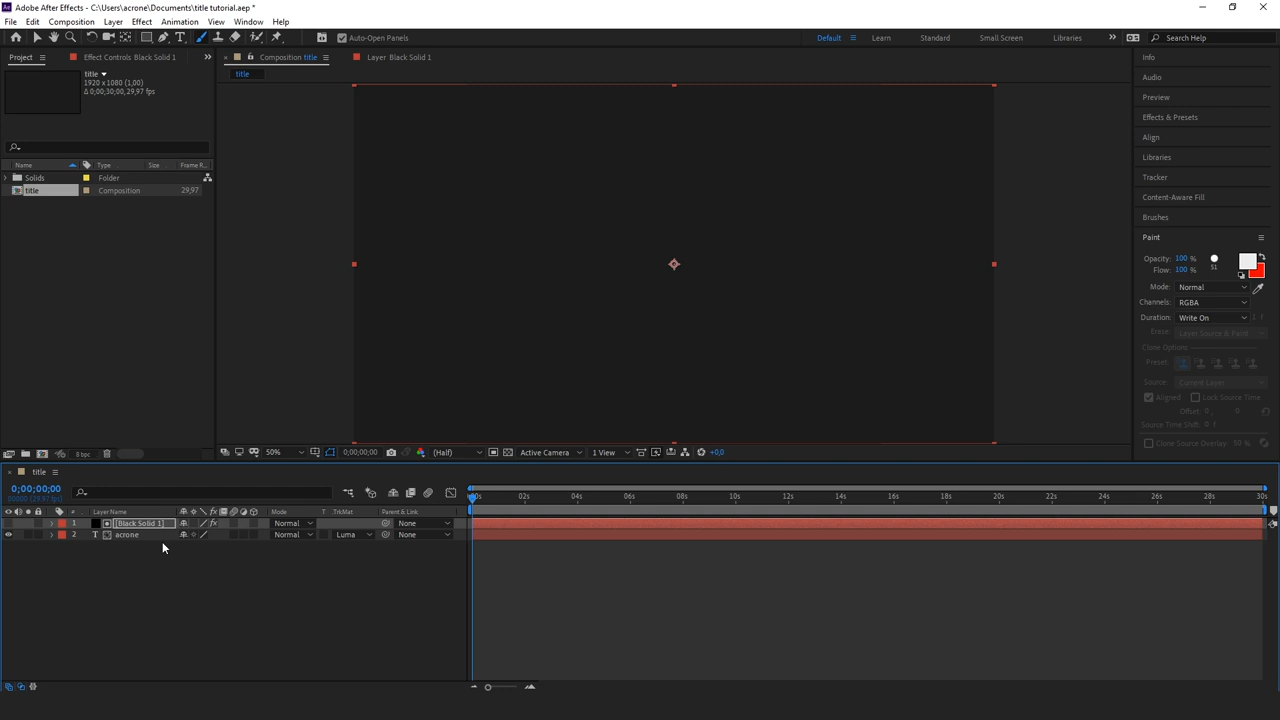 Adobe After Effects - C:\Users\acrone\Documents\title tutorial.aep *
File Edit Composition Layer Effect Animation View Window Help
Auto-Open Panels
Default Learn Standard Small Screen Libraries Search Help
Project Effect Controls Black Solid 1
Composition title Layer Black Solid 1
title
title
1920 x 1080 (1,00)
Δ 0;00;30;00, 29,97 fps
Name Type Size Frame R...
Solids Folder
title Composition 29,97
8 bpc
50% 0;00;00;00 (Half) Active Camera 1 View +0,0
Info
Audio
Preview
Effects & Presets
Align
Libraries
Tracker
Content-Aware Fill
Brushes
Paint
Opacity: 100 %
Flow: 100 %
51
Mode: Normal
Channels: RGBA
Duration: Write On
Erase: Layer Source & Paint
Clone Options
Preset:
Source: Current Layer
Aligned Lock Source Time
Offset: 0 , 0
Source Time Shift: 0 f
Clone Source Overlay: 50 %
title
0;00;00;00
00000 (29.97 fps)
00s 02s 04s 06s 08s 10s 12s 14s 16s 18s 20s 22s 24s 26s 28s 30s
# Layer Name Mode T TrkMat Parent & Link
1 [Black Solid 1] Normal None
2 T acrone Normal Luma None